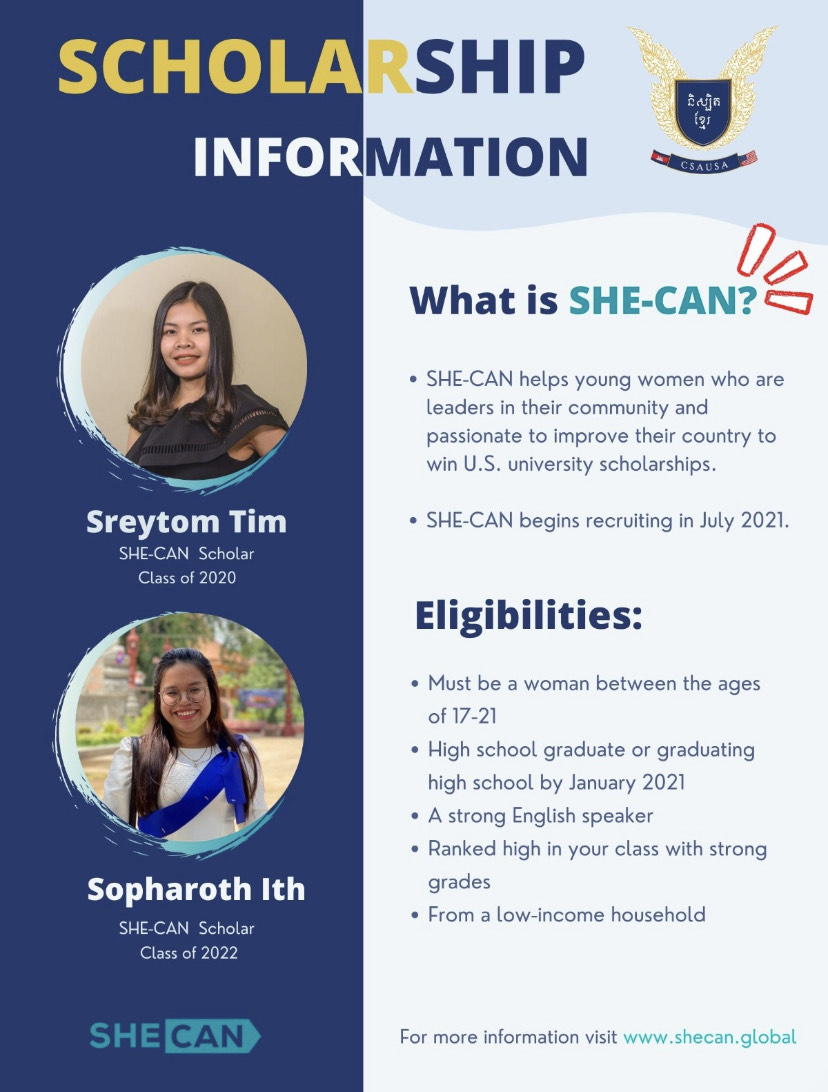 SCHOLARSHIP
INFORMATION
និស្សិត
ខ្មែរ
CSAUSA
Sreytom Tim
SHE-CAN Scholar
Class of 2020
Sopharoth Ith
SHE-CAN Scholar
Class of 2022
SHE CAN
What is SHE-CAN?
• SHE-CAN helps young women who are
leaders in their community and
passionate to improve their country to
win U.S. university scholarships.
• SHE-CAN begins recruiting in July 2021.
Eligibilities:
• Must be a woman between the ages
of 17-21
• High school graduate or graduating
high school by January 2021
• A strong English speaker
• Ranked high in your class with strong
grades
• From a low-income household
For more information visit www.shecan.global